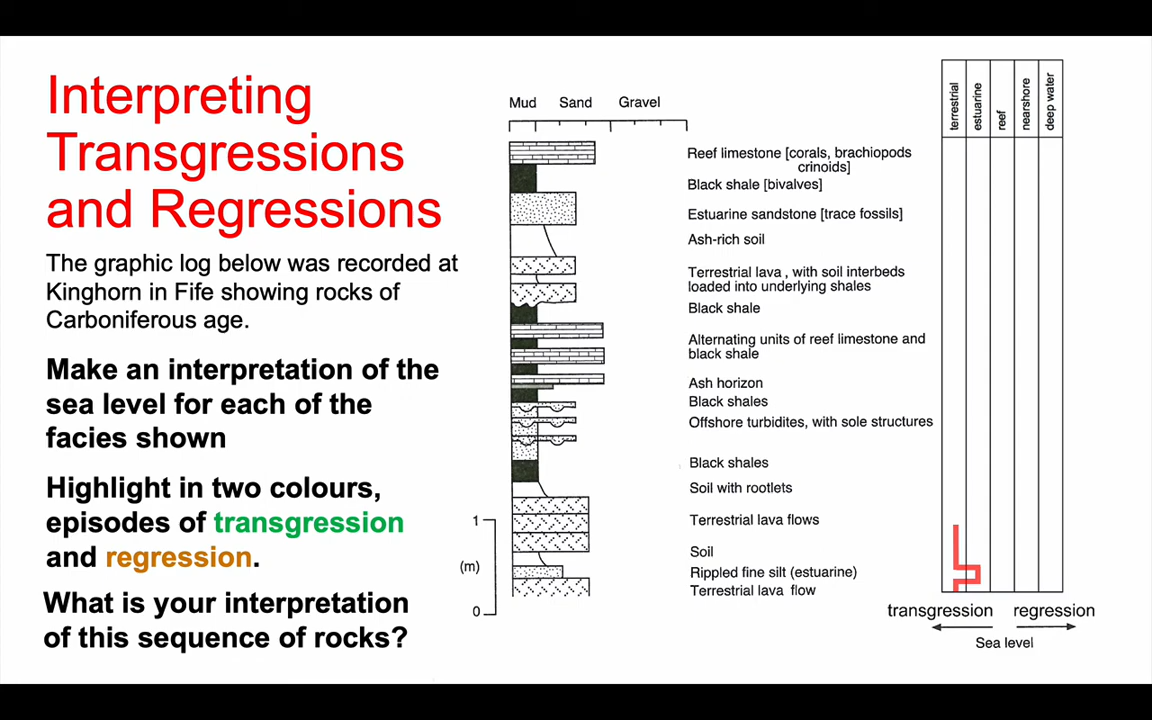 Interpreting
Transgressions
and Regressions
The graphic log below was recorded at
Kinghorn in Fife showing rocks of
Carboniferous age.
Make an interpretation of the
sea level for each of the
facies shown
Highlight in two colours,
episodes of transgression
and regression.
What is your interpretation
of this sequence of rocks?
Mud Sand Gravel
Reef limestone [corals, brachiopods
crinoids]
Black shale [bivalves]
Estuarine sandstone [trace fossils]
Ash-rich soil
Terrestrial lava , with soil interbeds
loaded into underlying shales
Black shale
Alternating units of reef limestone and
black shale
Ash horizon
Black shales
Offshore turbidites, with sole structures
Black shales
Soil with rootlets
Terrestrial lava flows
Soil
Rippled fine silt (estuarine)
Terrestrial lava flow
1
(m)
0
terrestrial
estuarine
reef
nearshore
deep water
transgression regression
Sea level